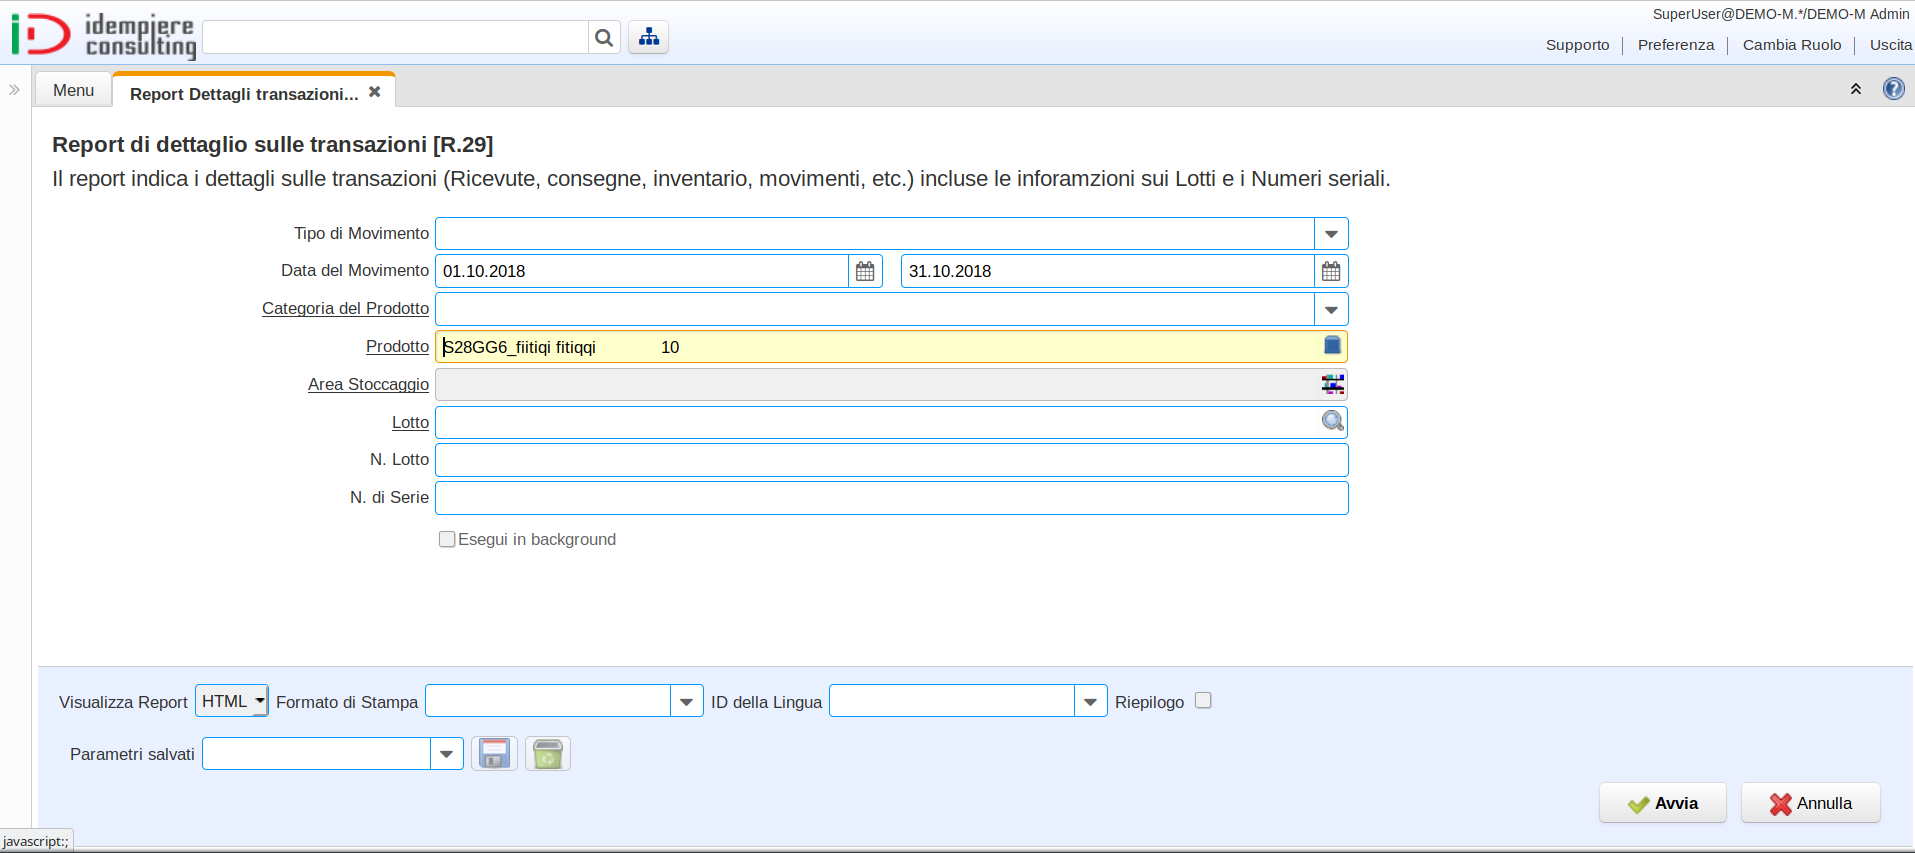 SuperUser@DEMO-M.*/DEMO-M Admin
idempiere
consulting
Supporto Preferenza Cambia Ruolo Uscita
Menu Report Dettagli transazioni...
Report di dettaglio sulle transazioni [R.29]
Il report indica i dettagli sulle transazioni (Ricevute, consegne, inventario, movimenti, etc.) incluse le inforamzioni sui Lotti e i Numeri seriali.
Tipo di Movimento
Data del Movimento 01.10.2018 31.10.2018
Categoria del Prodotto
Prodotto S28GG6_fiitiqi fitiqqi 10
Area Stoccaggio
Lotto
N. Lotto
N. di Serie
Esegui in background
Visualizza Report HTML Formato di Stampa ID della Lingua Riepilogo
Parametri salvati
Avvia Annulla
javascript:;